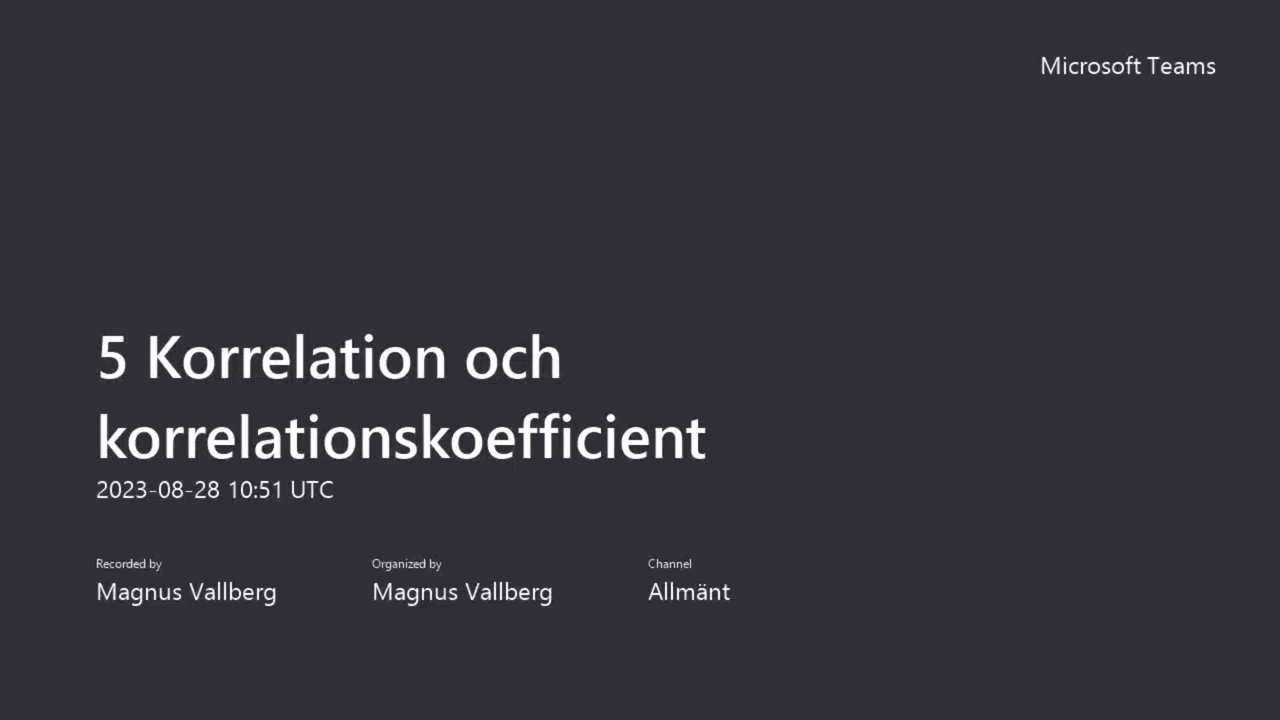 Microsoft Teams
5 Korrelation och
korrelationskoefficient
2023-08-28 10:51 UTC
Recorded by
Magnus Vallberg
Organized by
Magnus Vallberg
Channel
Allmänt